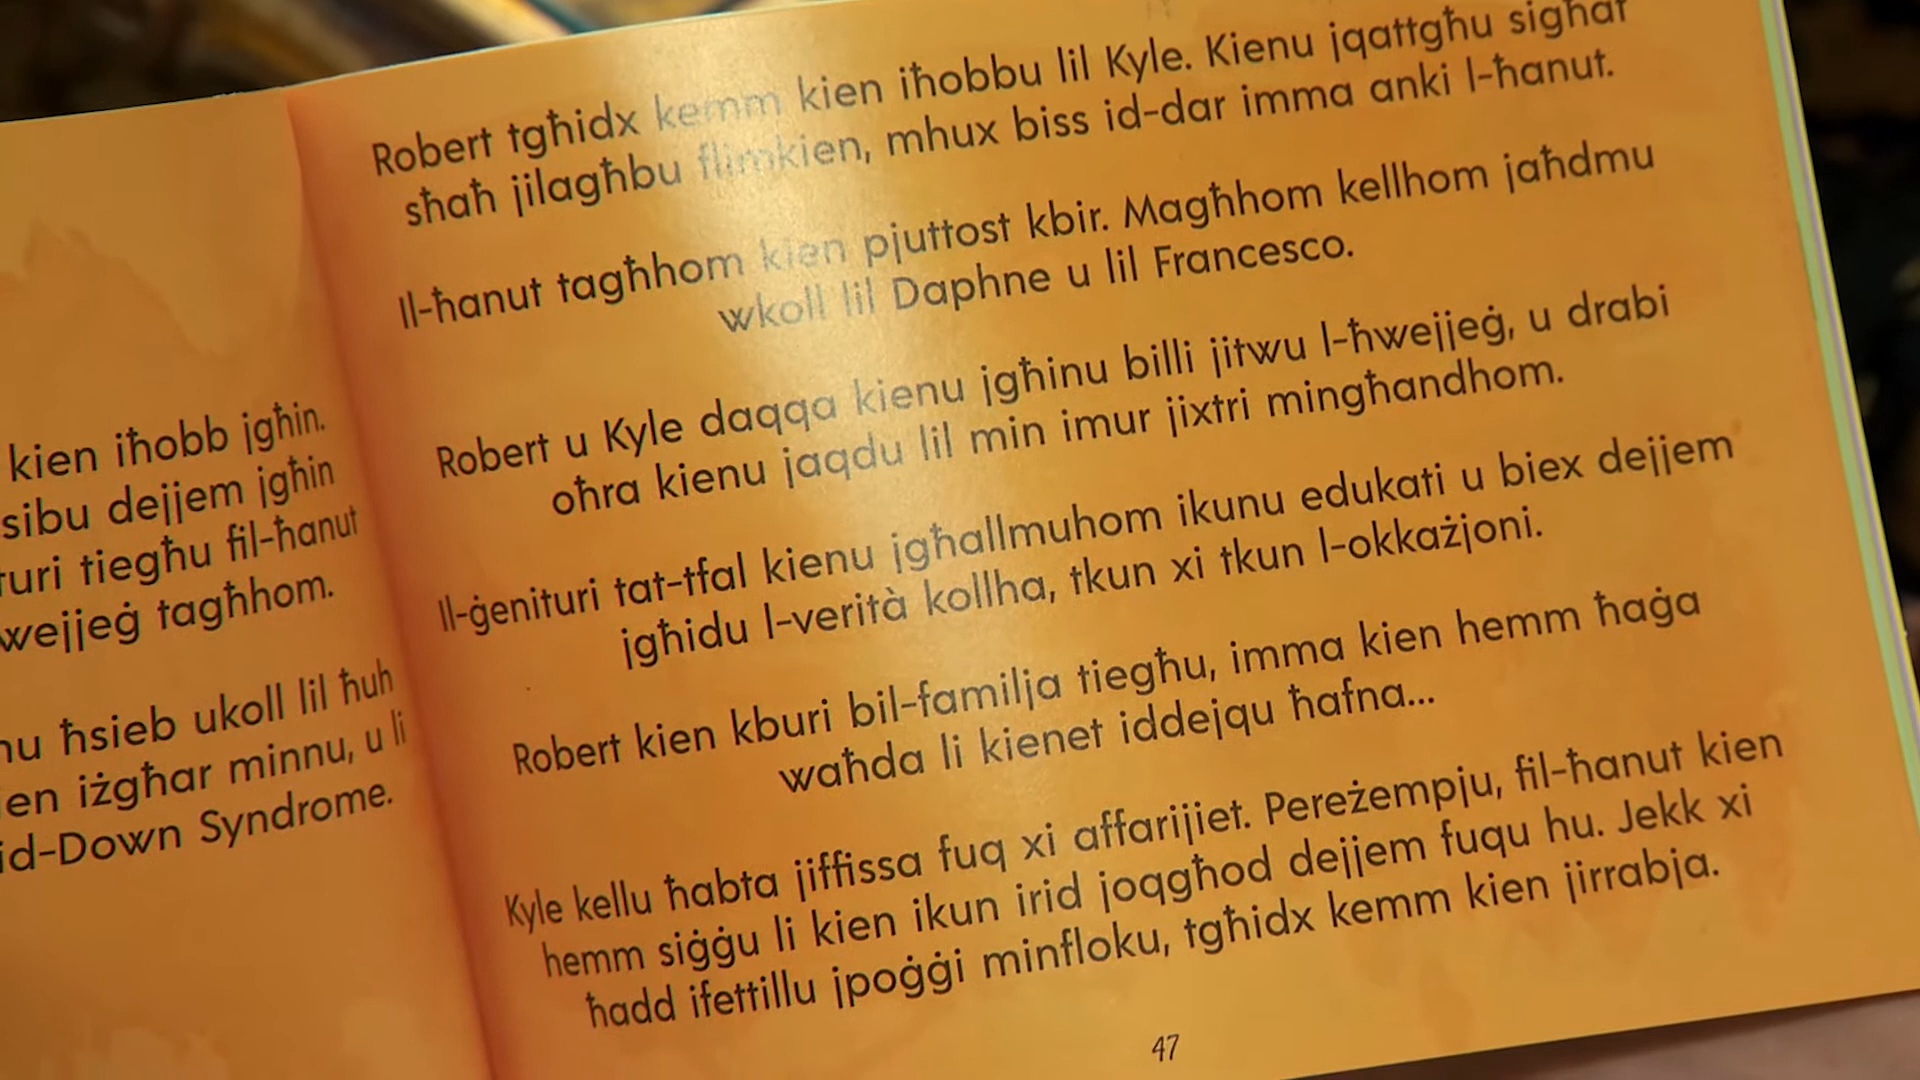 kien iħobb jgħin.
sibu dejjem jgħin
turi tiegħu fil-ħanut
wejjeġ tagħhom.
nu ħsieb ukoll lil ħuh
ien iżgħar minnu, u li
id-Down Syndrome.
Robert tgħidx kemm kien iħobbu lil Kyle. Kienu jqattgħu sigħat
sħaħ jilagħbu flimkien, mhux biss id-dar imma anki l-ħanut.
Il-ħanut tagħhom kien pjuttost kbir. Magħhom kellhom jaħdmu
wkoll lil Daphne u lil Francesco.
Robert u Kyle daqqa kienu jgħinu billi jitwu l-ħwejjeġ, u drabi
oħra kienu jaqdu lil min imur jixtri mingħandhom.
Il-ġenituri tat-tfal kienu jgħallmuhom ikunu edukati u biex dejjem
jgħidu l-verità kollha, tkun xi tkun l-okkażjoni.
Robert kien kburi bil-familja tiegħu, imma kien hemm ħaġa
waħda li kienet iddejqu ħafna...
Kyle kellu ħabta jiffissa fuq xi affarijiet. Pereżempju, fil-ħanut kien
hemm siġġu li kien ikun irid joqgħod dejjem fuqu hu. Jekk xi
ħadd ifettillu jpoġġi minfloku, tgħidx kemm kien jirrabja.
47